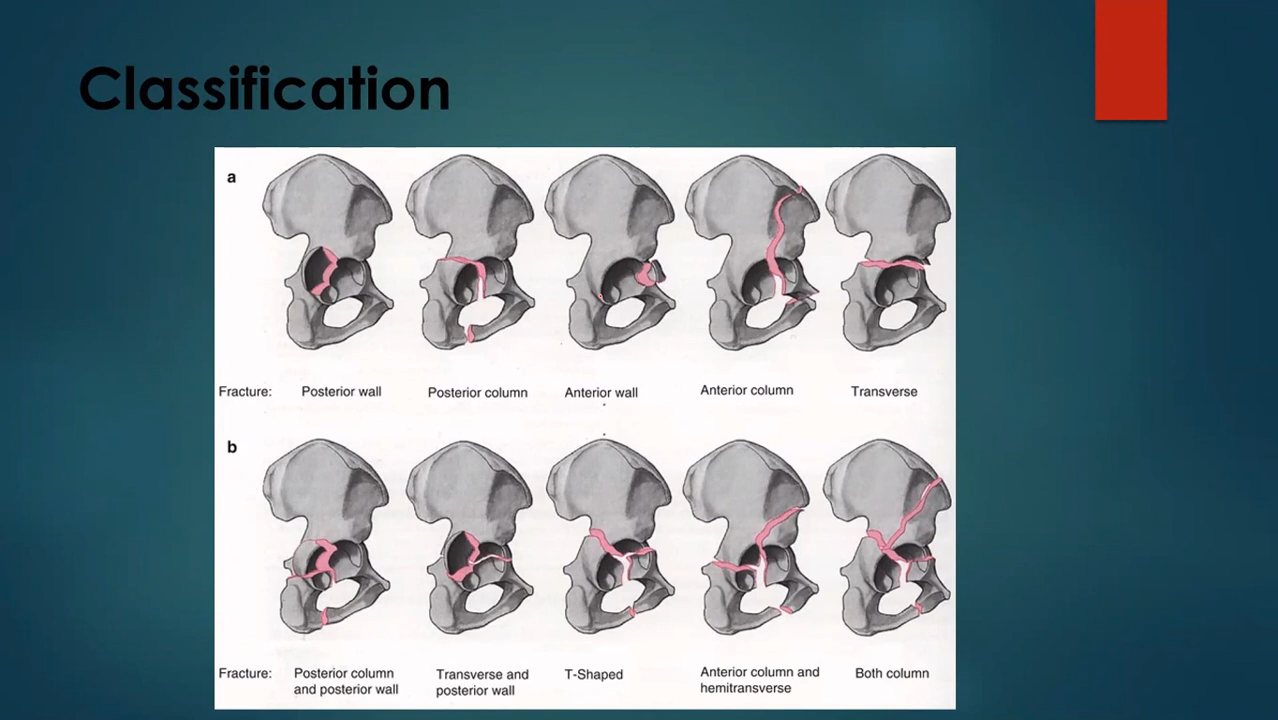 Classification
a
Fracture: Posterior wall Posterior column Anterior wall Anterior column Transverse
b
Fracture: Posterior column and posterior wall Transverse and posterior wall T-Shaped Anterior column and hemitransverse Both column